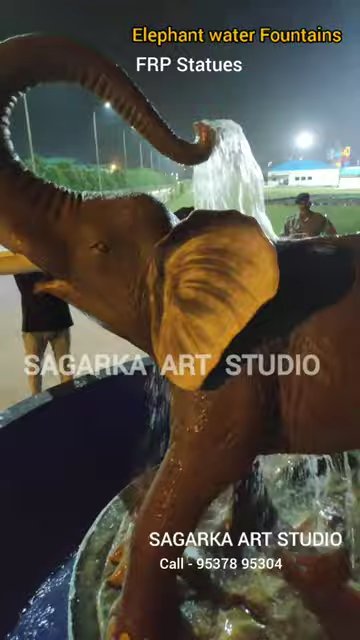 Elephant water Fountains
FRP Statues
SAGARKA ART STUDIO
SAGARKA ART STUDIO
Call - 95378 95304